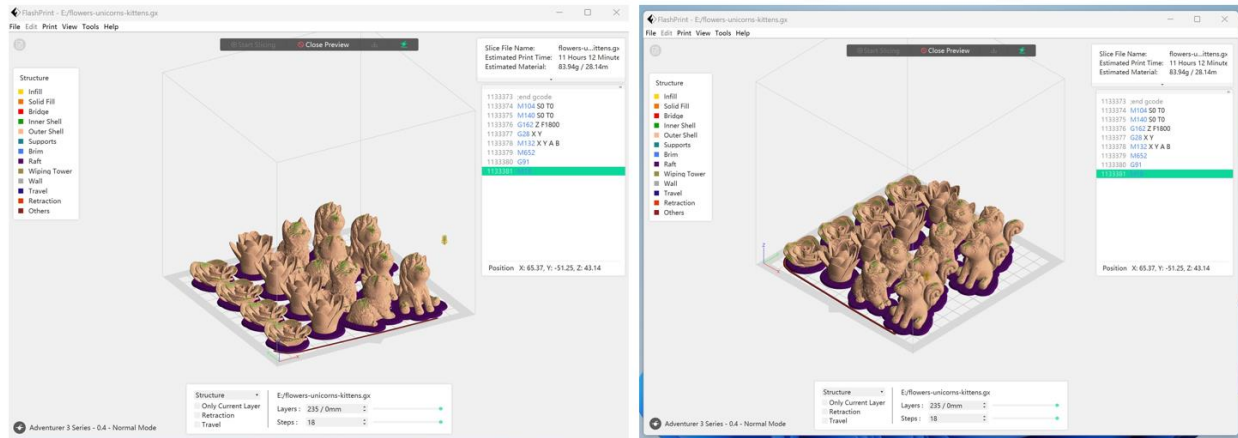 FlashPrint - E:/flowers-unicorns-kittens.gx
File Edit Print View Tools Help
Start Slicing
Close Preview
Slice File Name: flowers-u...ittens.gx
Estimated Print Time: 11 Hours 12 Minute
Estimated Material: 83.94g / 28.14m
Structure
Infill
Solid Fill
Bridge
Inner Shell
Outer Shell
Supports
Brim
Raft
Wiping Tower
Wall
Travel
Retraction
Others
1133373 ;end gcode
1133374 M104 S0 T0
1133375 M140 S0 T0
1133376 G162 Z F1800
1133377 G28 X Y
1133378 M132 X Y A B
1133379 M652
1133380 G91
1133381
Position X: 65.37, Y: -51.25, Z: 43.14
Structure
Only Current Layer
Retraction
Travel
E:/flowers-unicorns-kittens.gx
Layers : 235 / 0mm
Steps : 18
Adventurer 3 Series - 0.4 - Normal Mode
FlashPrint - E:/flowers-unicorns-kittens.gx
File Edit Print View Tools Help
Start Slicing
Close Preview
Slice File Name: flowers-u...ittens.gx
Estimated Print Time: 11 Hours 12 Minute
Estimated Material: 83.94g / 28.14m
Structure
Infill
Solid Fill
Bridge
Inner Shell
Outer Shell
Supports
Brim
Raft
Wiping Tower
Wall
Travel
Retraction
Others
1133373 ;end gcode
1133374 M104 S0 T0
1133375 M140 S0 T0
1133376 G162 Z F1800
1133377 G28 X Y
1133378 M132 X Y A B
1133379 M652
1133380 G91
1133381
Position X: 65.37, Y: -51.25, Z: 43.14
Structure
Only Current Layer
Retraction
Travel
E:/flowers-unicorns-kittens.gx
Layers : 235 / 0mm
Steps : 18
Adventurer 3 Series - 0.4 - Normal Mode